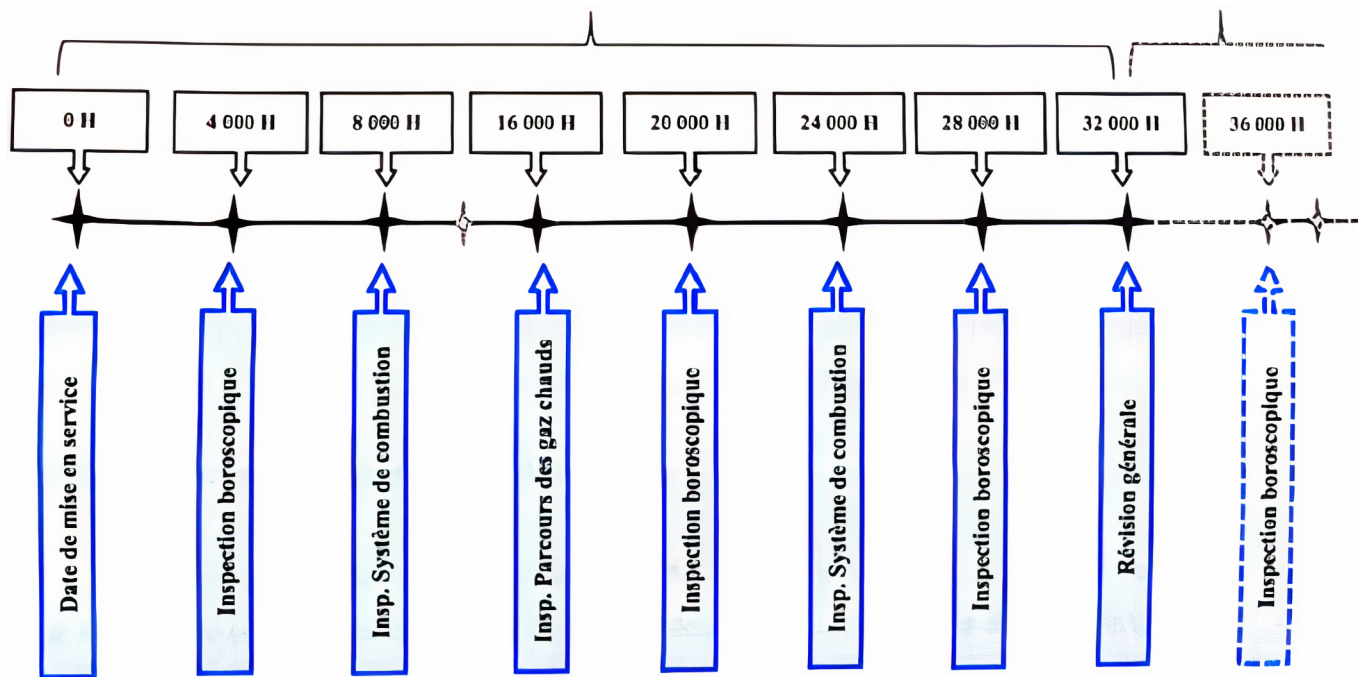 0 H
4 000 H
8 000 H
16 000 H
20 000 H
24 000 H
28 000 H
32 000 H
36 000 H
Date de mise en service
Inspection boroscopique
Insp. Système de combustion
Insp. Parcours des gaz chauds
Inspection boroscopique
Insp. Système de combustion
Inspection boroscopique
Révision générale
Inspection boroscopique